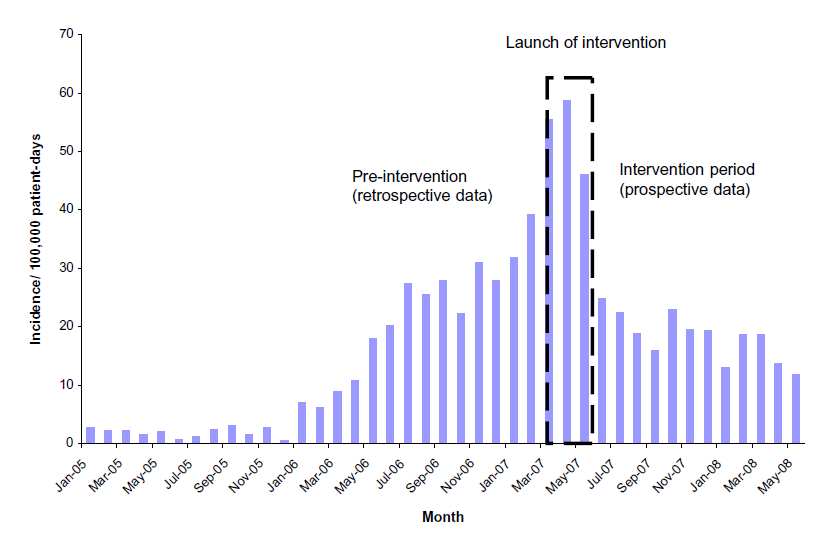 Launch of intervention
Pre-intervention
(retrospective data)
Intervention period
(prospective data)
Incidence/ 100,000 patient-days
70
60
50
40
30
20
10
0
Jan-05
Mar-05
May-05
Jul-05
Sep-05
Nov-05
Jan-06
Mar-06
May-06
Jul-06
Sep-06
Nov-06
Jan-07
Mar-07
May-07
Jul-07
Sep-07
Nov-07
Jan-08
Mar-08
May-08
Month